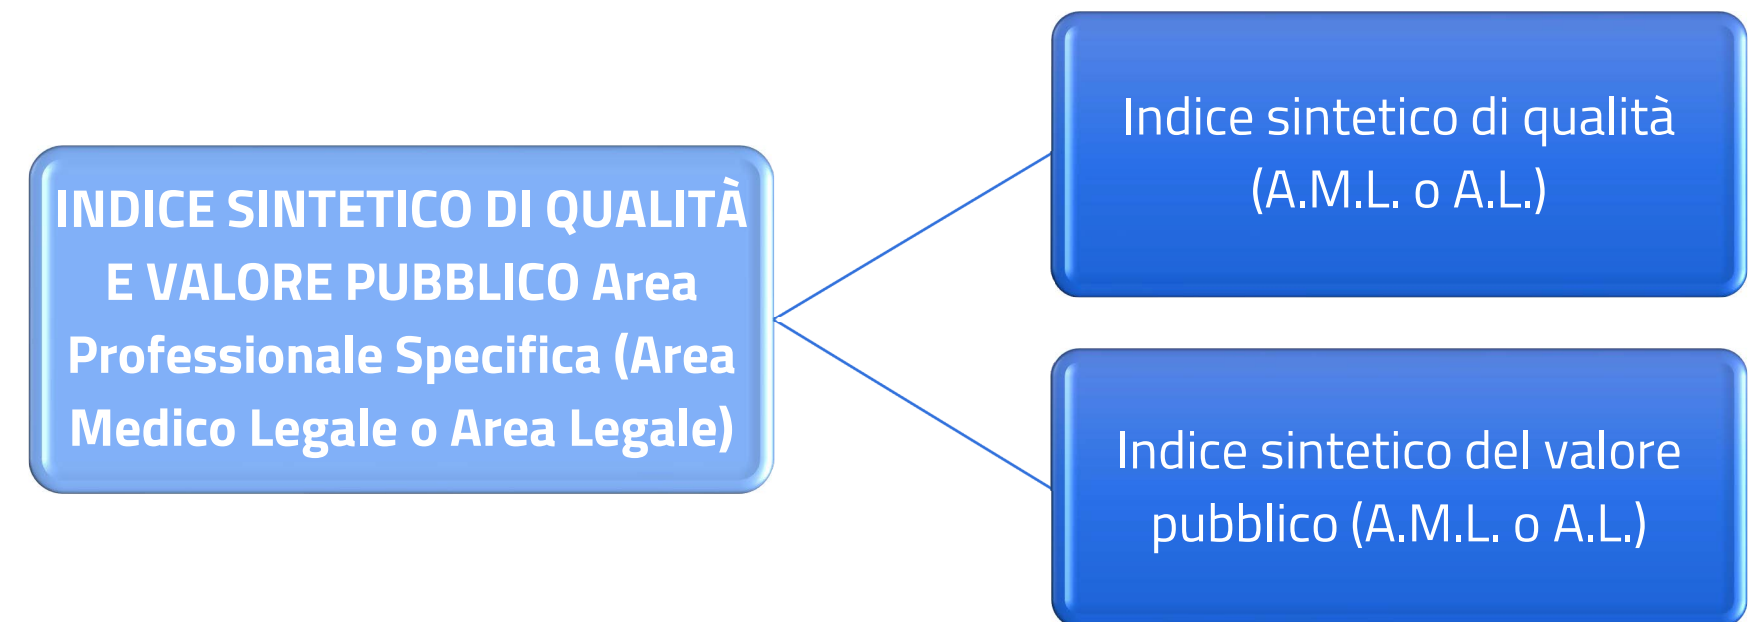 INDICE SINTETICO DI QUALITÀ
E VALORE PUBBLICO Area
Professionale Specifica (Area
Medico Legale o Area Legale)
Indice sintetico di qualità
(A.M.L. o A.L.)
Indice sintetico del valore
pubblico (A.M.L. o A.L.)